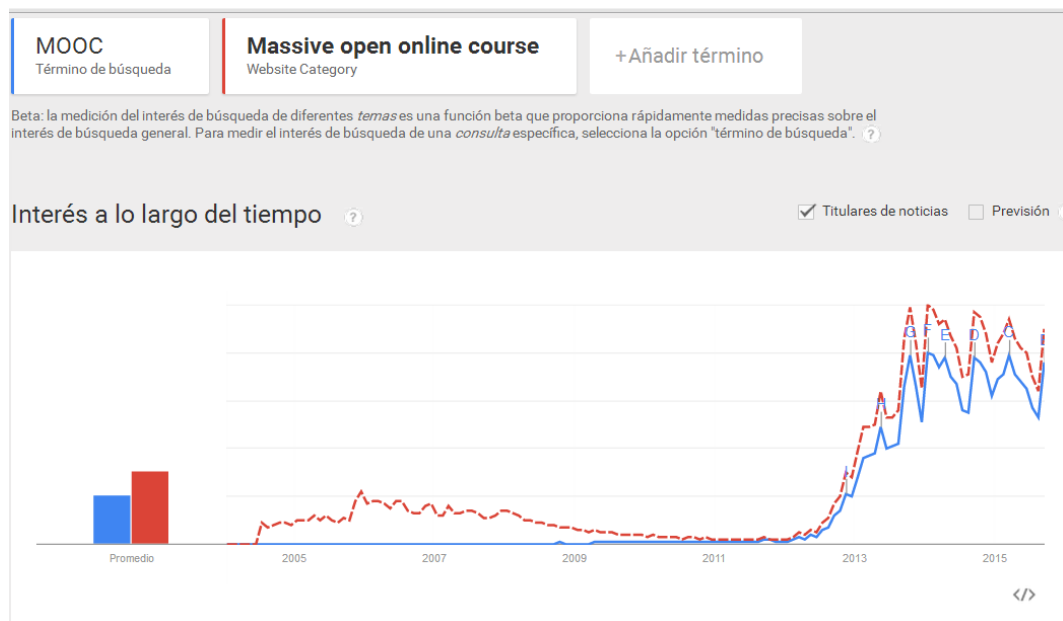 MOOC
Término de búsqueda
Massive open online course
Website Category
+Añadir término
Beta: la medición del interés de búsqueda de diferentes temas es una función beta que proporciona rápidamente medidas precisas sobre el
interés de búsqueda general. Para medir el interés de búsqueda de una consulta específica, selecciona la opción "término de búsqueda". ?
Interés a lo largo del tiempo ?
Titulares de noticias
Previsión
G F E D C
H
I
Promedio 2005 2007 2009 2011 2013 2015
</>